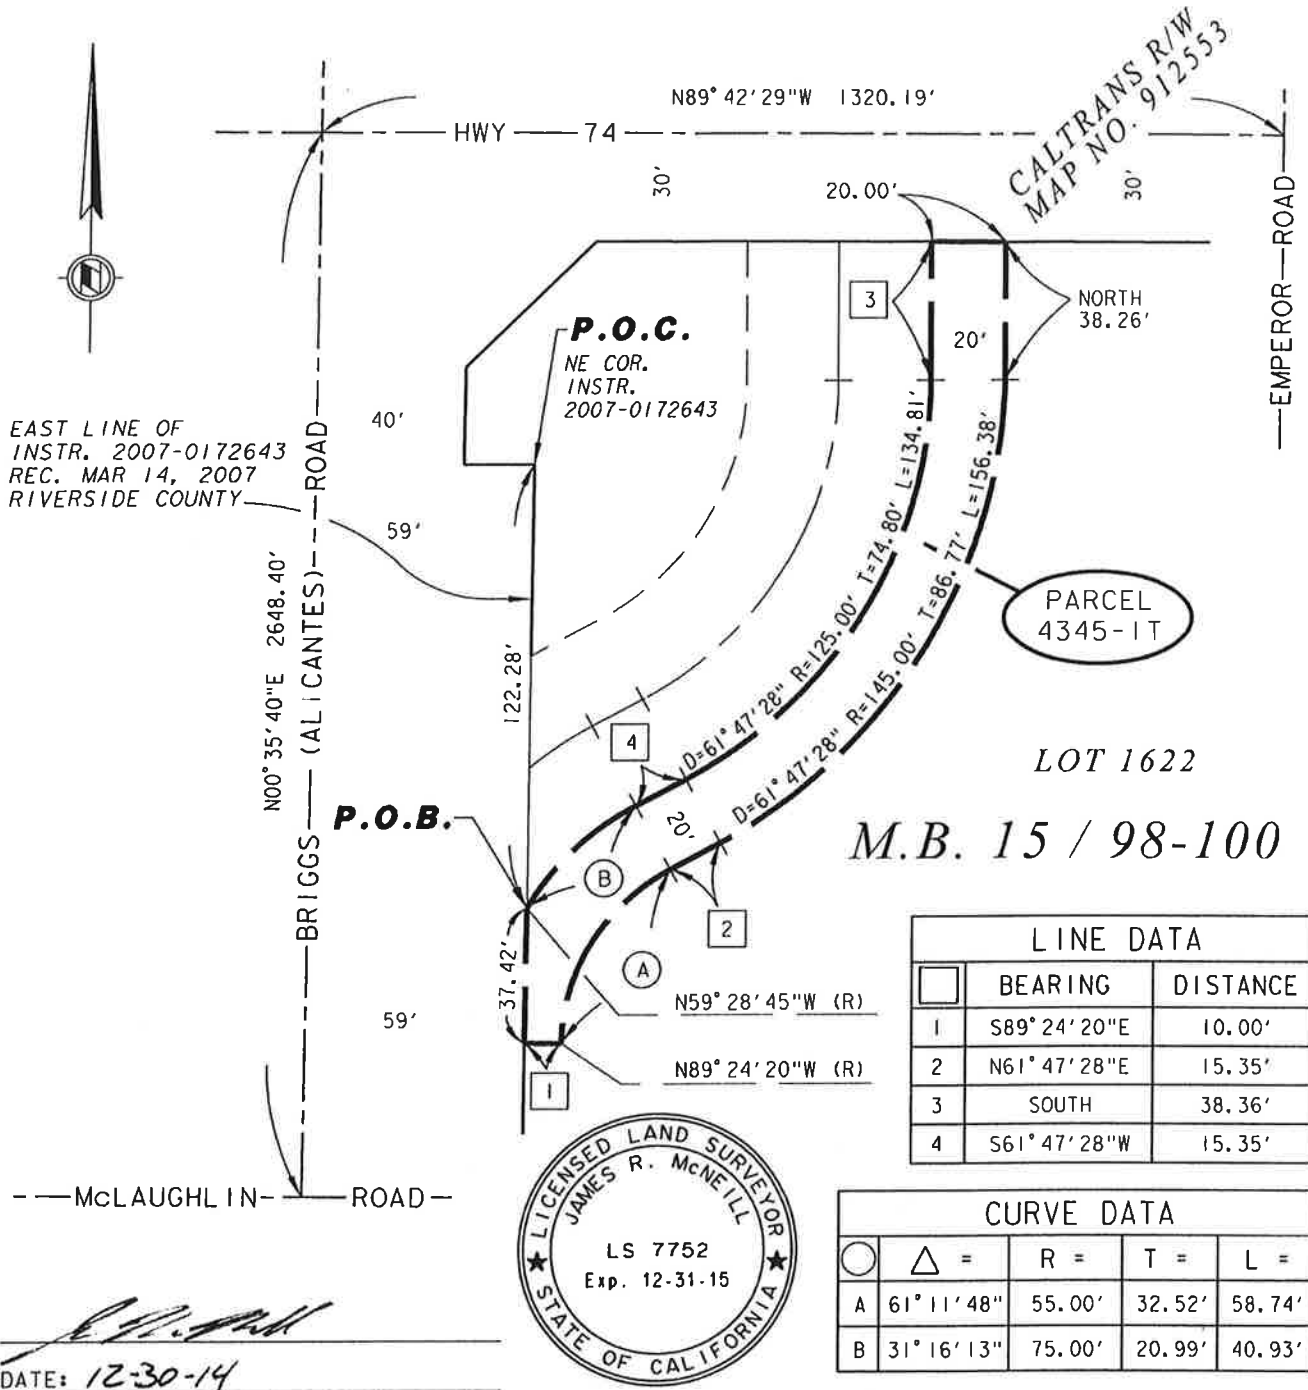 N89°42'29"W 1320.19'
HWY 74
CALTRANS R/W
MAP NO. 912553
30'
20.00'
30'
EMPEROR ROAD
3
NORTH
38.26'
20'
P.O.C.
NE COR.
INSTR.
2007-0172643
EAST LINE OF
INSTR. 2007-0172643
REC. MAR 14, 2007
RIVERSIDE COUNTY
40'
59'
N00°35'40"E 2648.40'
BRIGGS (ALICANTES) ROAD
122.28'
D=61°47'28" R=125.00' T=74.80' L=134.81'
D=61°47'28" R=145.00' T=86.77' L=156.38'
PARCEL
4345-1T
4
20'
LOT 1622
P.O.B.
M.B. 15 / 98-100
B
2
A
37.42'
59'
N59°28'45"W (R)
N89°24'20"W (R)
1
LINE DATA
BEARING DISTANCE
1 S89°24'20"E 10.00'
2 N61°47'28"E 15.35'
3 SOUTH 38.36'
4 S61°47'28"W 15.35'
McLAUGHLIN ROAD
LICENSED LAND SURVEYOR
JAMES R. McNEILL
LS 7752
Exp. 12-31-15
STATE OF CALIFORNIA
CURVE DATA
△ = R = T = L =
A 61°11'48" 55.00' 32.52' 58.74'
B 31°16'13" 75.00' 20.99' 40.93'
DATE: 12-30-14